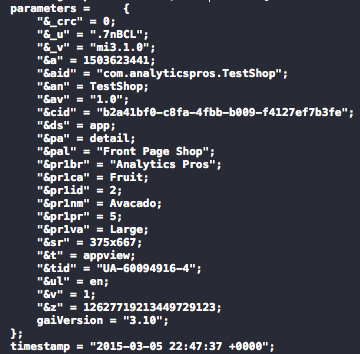 parameters =     {
    "&_crc" = 0;
    "&_u" = ".7nBCL";
    "&_v" = "mi3.1.0";
    "&a" = 1503623441;
    "&aid" = "com.analyticspros.TestShop";
    "&an" = TestShop;
    "&av" = "1.0";
    "&cid" = "b2a41bf0-c8fa-4fbb-b009-f4127ef7b3fe";
    "&ds" = app;
    "&pa" = detail;
    "&pal" = "Front Page Shop";
    "&pr1br" = "Analytics Pros";
    "&pr1ca" = Fruit;
    "&pr1id" = 2;
    "&pr1nm" = Avacado;
    "&pr1pr" = 5;
    "&pr1va" = Large;
    "&sr" = 375x667;
    "&t" = appview;
    "&tid" = "UA-60094916-4";
    "&ul" = en;
    "&v" = 1;
    "&z" = 12627719213449729123;
    gaiVersion = "3.10";
};
timestamp = "2015-03-05 22:47:37 +0000";